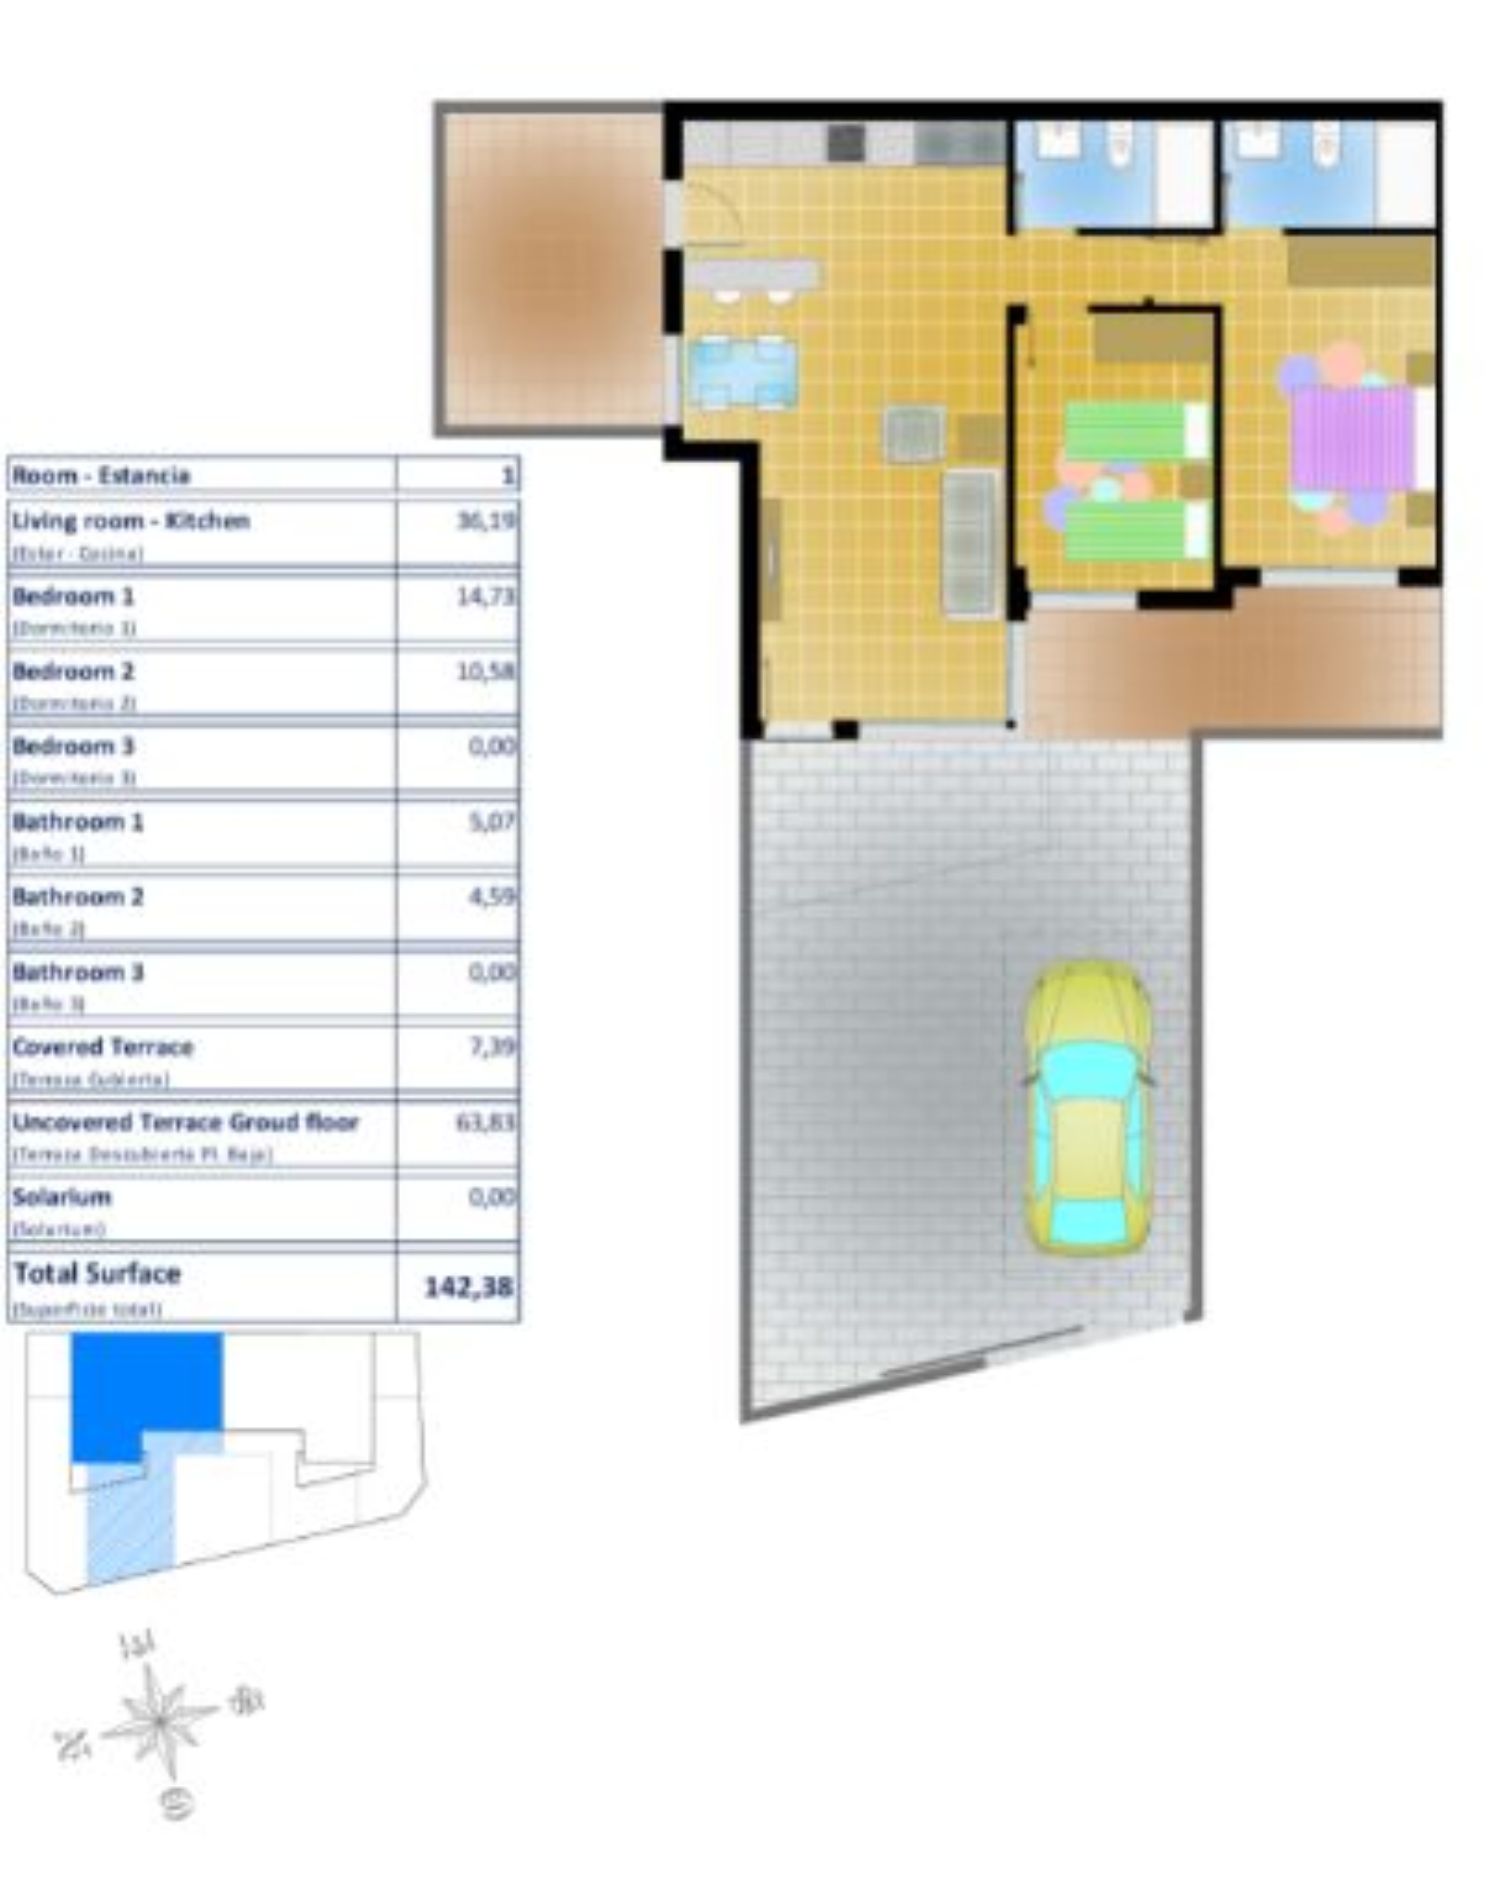 Room - Estancia 1
Living room - Kitchen 36,19
(Estar - Cocina)
Bedroom 1 14,73
(Dormitorio 1)
Bedroom 2 10,58
(Dormitorio 2)
Bedroom 3 0,00
(Dormitorio 3)
Bathroom 1 5,07
(Baño 1)
Bathroom 2 4,59
(Baño 2)
Bathroom 3 0,00
(Baño 3)
Covered Terrace 7,39
(Terraza Cubierta)
Uncovered Terrace Groud floor 63,83
(Terraza Descubierta Pl. Baja)
Solarium 0,00
(Solarium)
Total Surface 142,38
(Superficie total)